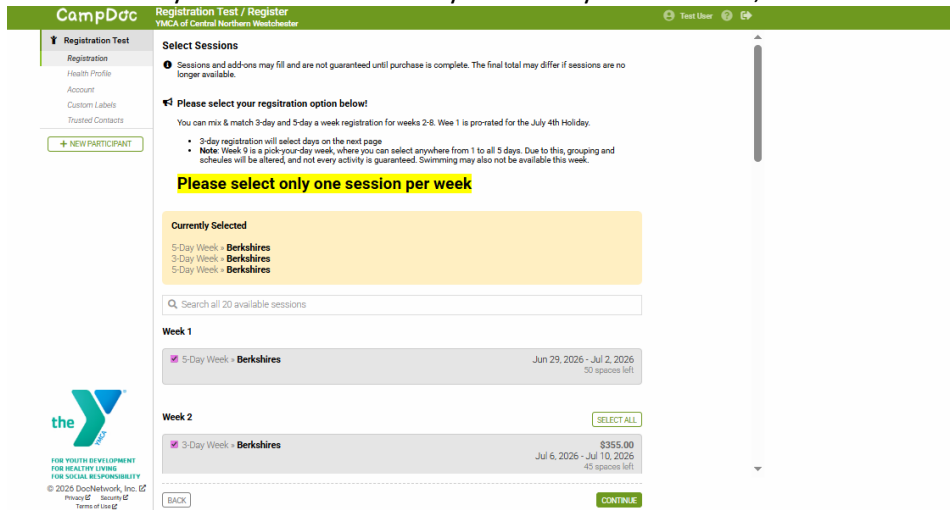 CampDoc
Registration Test / Register
YMCA of Central Northern Westchester
Test User
Registration Test
Registration
Health Profile
Account
Custom Labels
Trusted Contacts
+ NEW PARTICIPANT
Select Sessions
Sessions and add-ons may fill and are not guaranteed until purchase is complete. The final total may differ if sessions are no
longer available.
Please select your regsitration option below!
You can mix & match 3-day and 5-day a week registration for weeks 2-8. Wee 1 is pro-rated for the July 4th Holiday.
3-day registration will select days on the next page
Note: Week 9 is a pick-your-day week, where you can select anywhere from 1 to all 5 days. Due to this, grouping and
scheules will be altered, and not every activity is guaranteed. Swimming may also not be available this week.
Please select only one session per week
Currently Selected
5-Day Week » Berkshires
3-Day Week » Berkshires
5-Day Week » Berkshires
Search all 20 available sessions
Week 1
5-Day Week » Berkshires
Jun 29, 2026 - Jul 2, 2026
50 spaces left
Week 2
SELECT ALL
3-Day Week » Berkshires
$355.00
Jul 6, 2026 - Jul 10, 2026
45 spaces left
BACK
CONTINUE
the
YMCA
FOR YOUTH DEVELOPMENT
FOR HEALTHY LIVING
FOR SOCIAL RESPONSIBILITY
© 2026 DocNetwork, Inc.
Privacy Security
Terms of Use